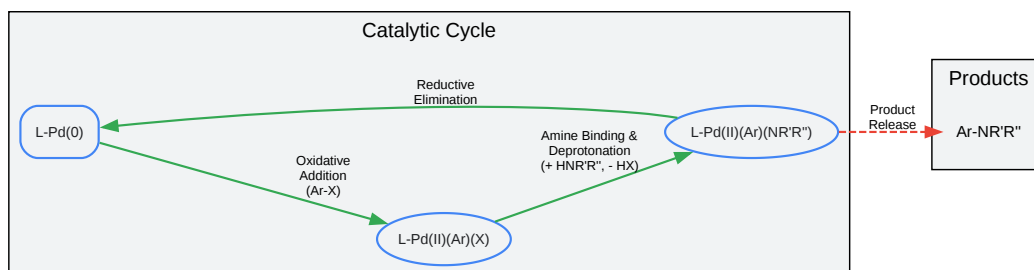 Catalytic Cycle
Reductive
Elimination
Products
L-Pd(0)
L-Pd(II)(Ar)(NR'R")
Product
Release
Ar-NR'R"
Amine Binding &
Deprotonation
(+ HNR'R", - HX)
Oxidative
Addition
(Ar-X)
L-Pd(II)(Ar)(X)